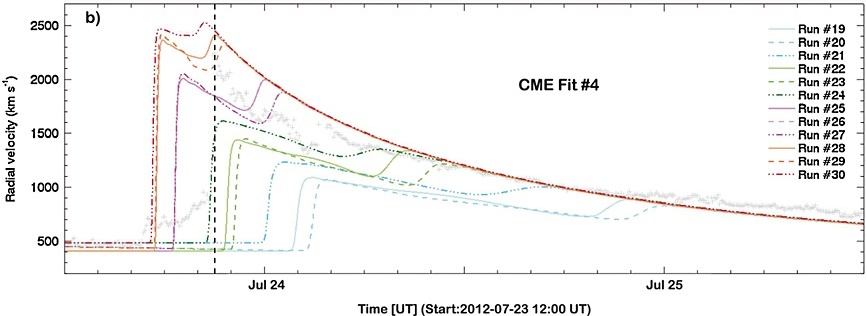 b)
2500
2000
1500
1000
500
Radial velocity (km s⁻¹)
CME Fit #4
Run #19
Run #20
Run #21
Run #22
Run #23
Run #24
Run #25
Run #26
Run #27
Run #28
Run #29
Run #30
Jul 24
Jul 25
Time [UT] (Start:2012-07-23 12:00 UT)